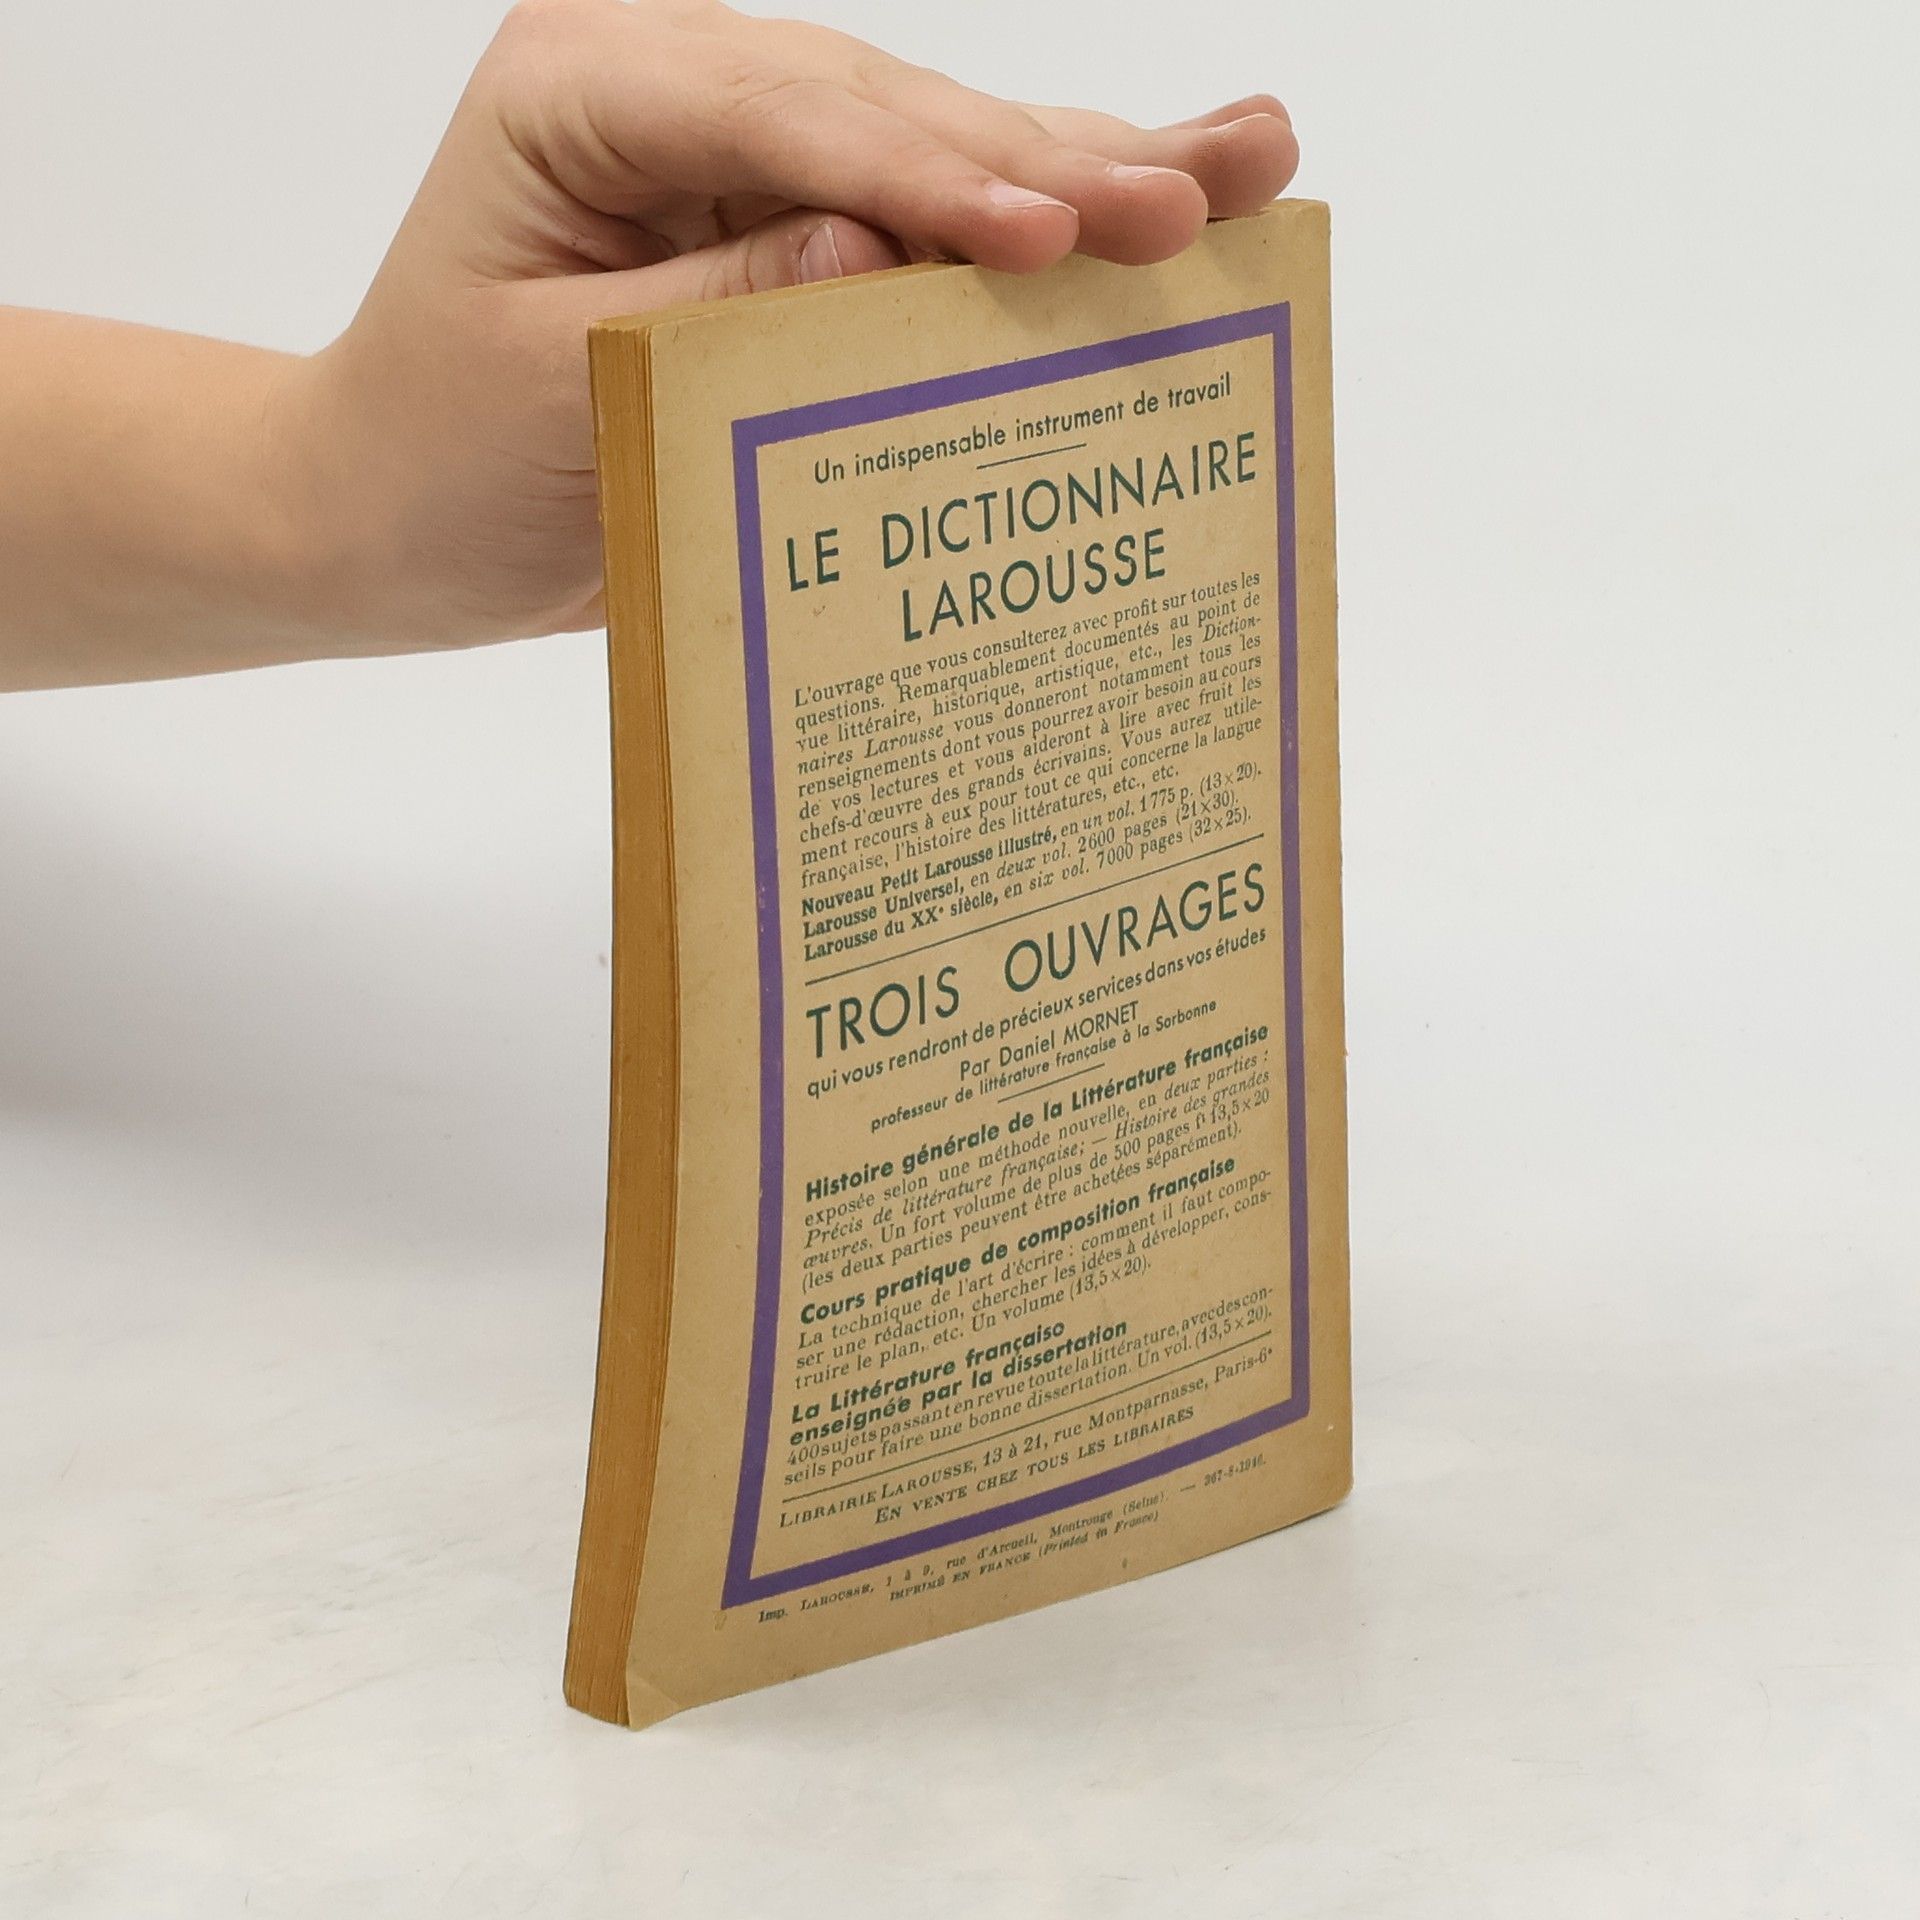 Un indispensable instrument de travail
LE DICTIONNAIRE
LAROUSSE
L'ouvrage que vous consulterez avec profit sur toutes les
questions. Remarquablement documentés au point de
vue littéraire, historique, artistique, etc., les Diction-
naires Larousse vous donneront notamment tous les
renseignements dont vous pourrez avoir besoin au cours
de vos lectures et vous aideront à lire avec fruit les
chefs-d'œuvre des grands écrivains. Vous aurez utile-
ment recours à eux pour tout ce qui concerne la langue
française, l'histoire des littératures, etc., etc.
Nouveau Petit Larousse illustré, en un vol. 1775 p. (13×20).
Larousse Universel, en deux vol. 2600 pages (21×30).
Larousse du XXe siècle, en six vol. 7000 pages (32×25).
TROIS OUVRAGES
qui vous rendront de précieux services dans vos études
Par Daniel MORNET
professeur de littérature française à la Sorbonne
Histoire générale de la Littérature française
exposée selon une méthode nouvelle, en deux parties :
Précis de littérature française; — Histoire des grandes
œuvres. Un fort volume de plus de 500 pages ft 13,5×20
(les deux parties peuvent être achetées séparément).
Cours pratique de composition française
La technique de l'art d'écrire : comment il faut compo-
ser une rédaction, chercher les idées à développer, cons-
truire le plan, etc. Un volume (13,5×20).
La Littérature française
enseignée par la dissertation
400 sujets passant en revue toute la littérature, avec des con-
seils pour faire une bonne dissertation. Un vol. (13,5×20).
LIBRAIRIE LAROUSSE, 13 à 21, rue Montparnasse, Paris-6e
EN VENTE CHEZ TOUS LES LIBRAIRES
Imp. LAROUSSE, 1 à 9, rue d'Arcueil, Montrouge (Seine). — 367-8-1946.
IMPRIMÉ EN FRANCE (Printed in France)